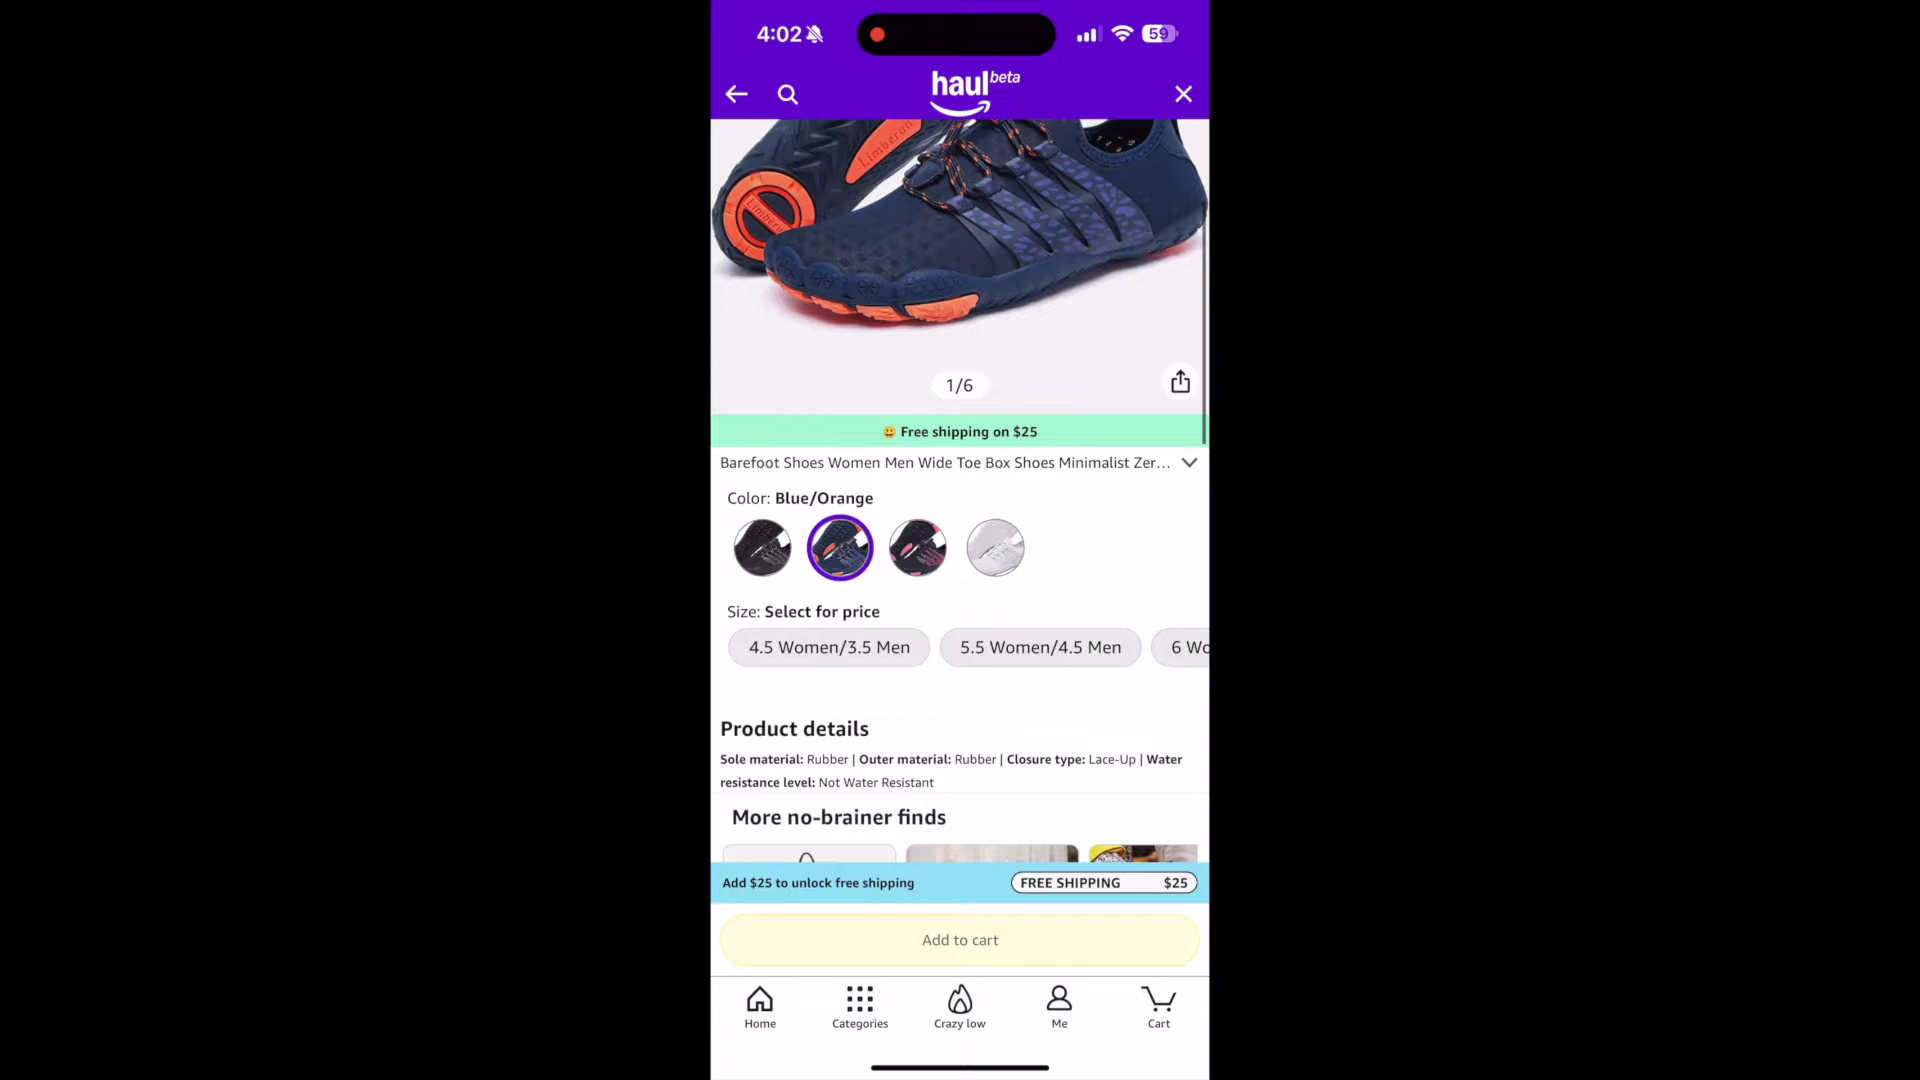 4:02
59
haul beta
Limberun
Limberun
1/6
😃 Free shipping on $25
Barefoot Shoes Women Men Wide Toe Box Shoes Minimalist Zer...
Color: Blue/Orange
Size: Select for price
4.5 Women/3.5 Men
5.5 Women/4.5 Men
6 Wo
Product details
Sole material: Rubber | Outer material: Rubber | Closure type: Lace-Up | Water
resistance level: Not Water Resistant
More no-brainer finds
Add $25 to unlock free shipping
FREE SHIPPING $25
Add to cart
Home
Categories
Crazy low
Me
Cart